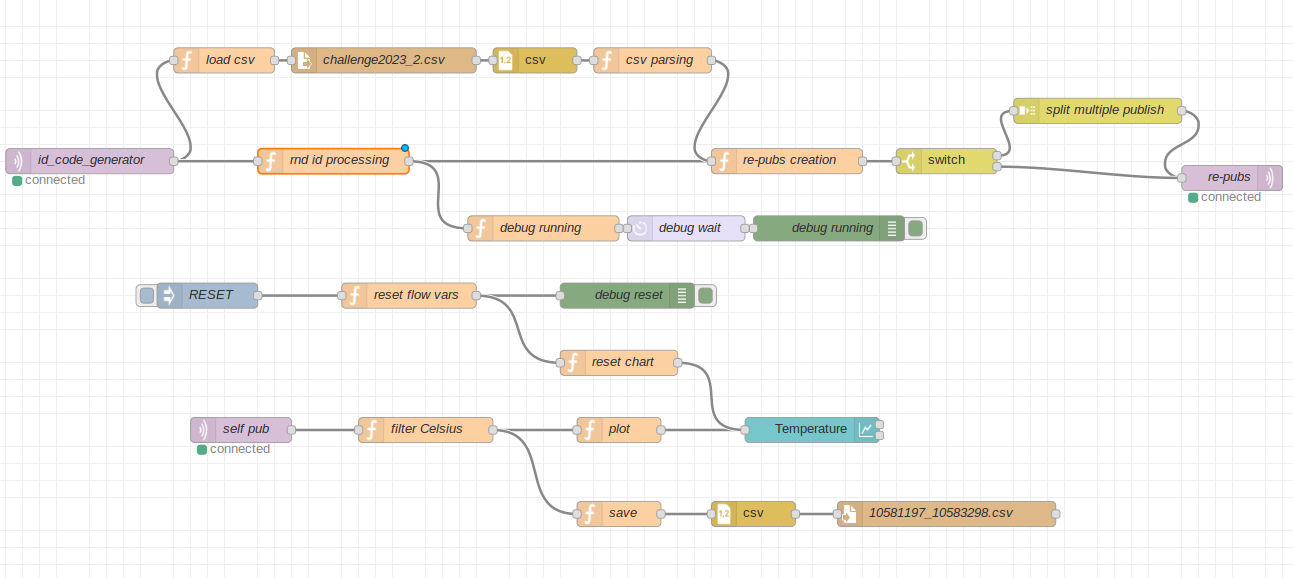 load csv
challenge2023_2.csv
csv
csv parsing
split multiple publish
id_code_generator
connected
rnd id processing
re-pubs creation
switch
re-pubs
connected
debug running
debug wait
debug running
RESET
reset flow vars
debug reset
reset chart
self pub
connected
filter Celsius
plot
Temperature
save
csv
10581197_10583298.csv